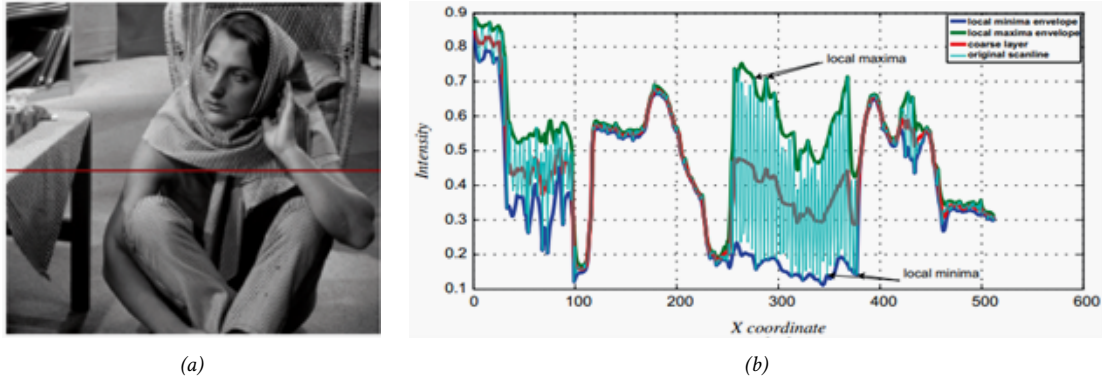 0.9
0.8
0.7
0.6
0.5
0.4
0.3
0.2
0.1
0 100 200 300 400 500 600
Intensity
X coordinate
local minima envelope
local maxima envelope
coarse layer
original scanline
local maxima
local minima
(a) (b)